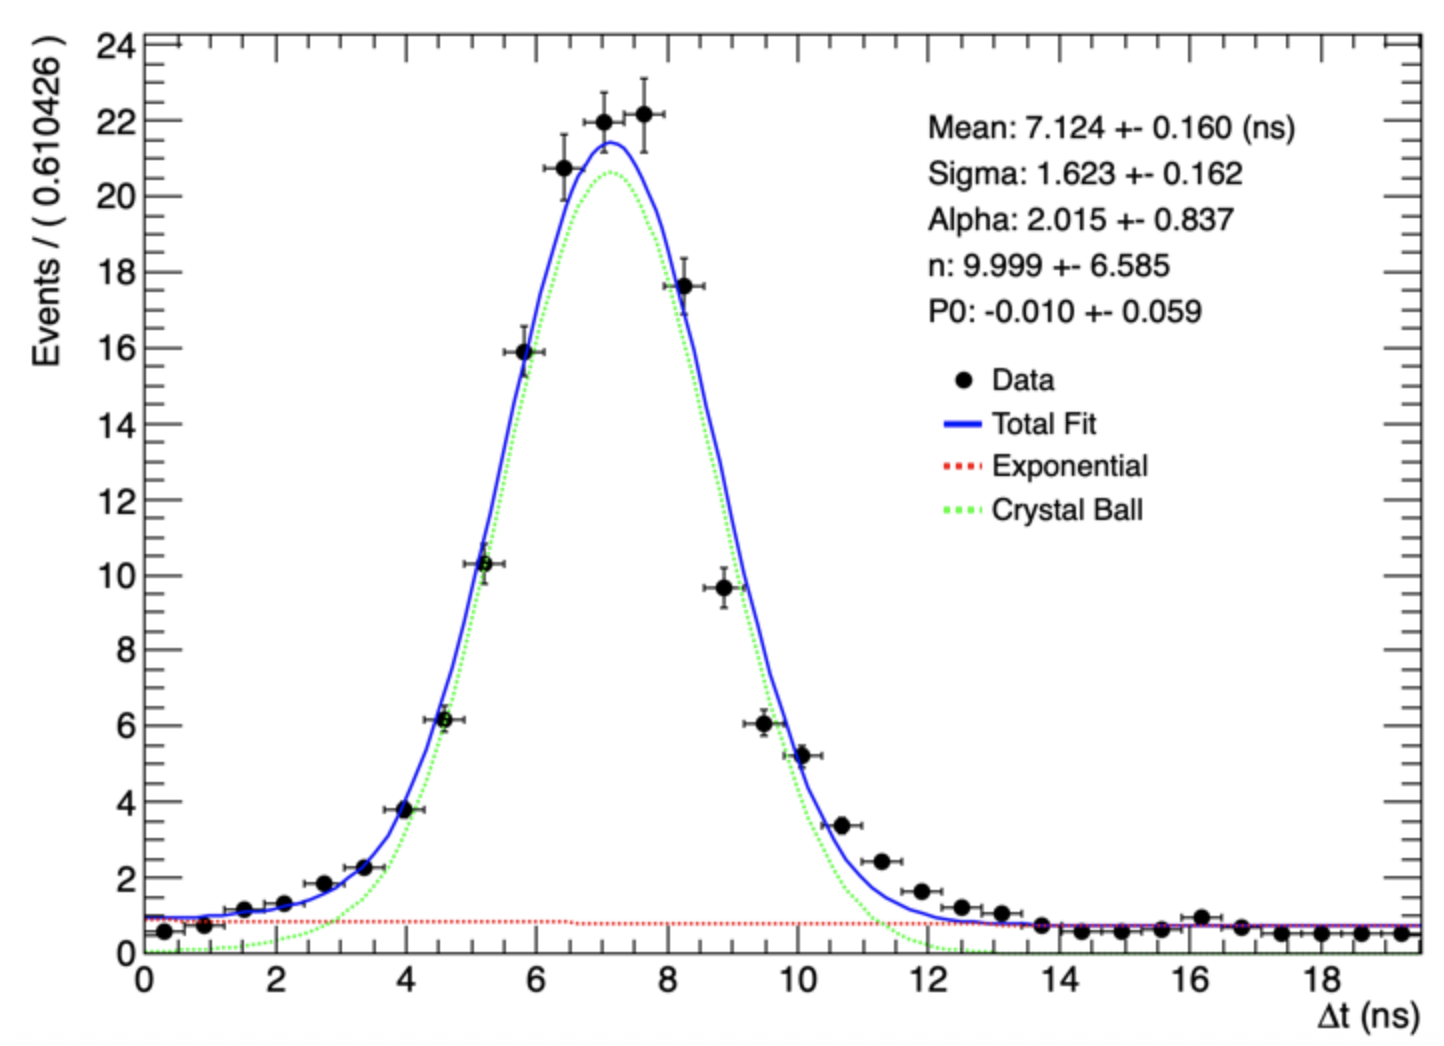 Events / ( 0.610426 )
24
22
20
18
16
14
12
10
8
6
4
2
0
Mean: 7.124 +- 0.160 (ns)
Sigma: 1.623 +- 0.162
Alpha: 2.015 +- 0.837
n: 9.999 +- 6.585
P0: -0.010 +- 0.059
Data
Total Fit
Exponential
Crystal Ball
0 2 4 6 8 10 12 14 16 18
Δt (ns)